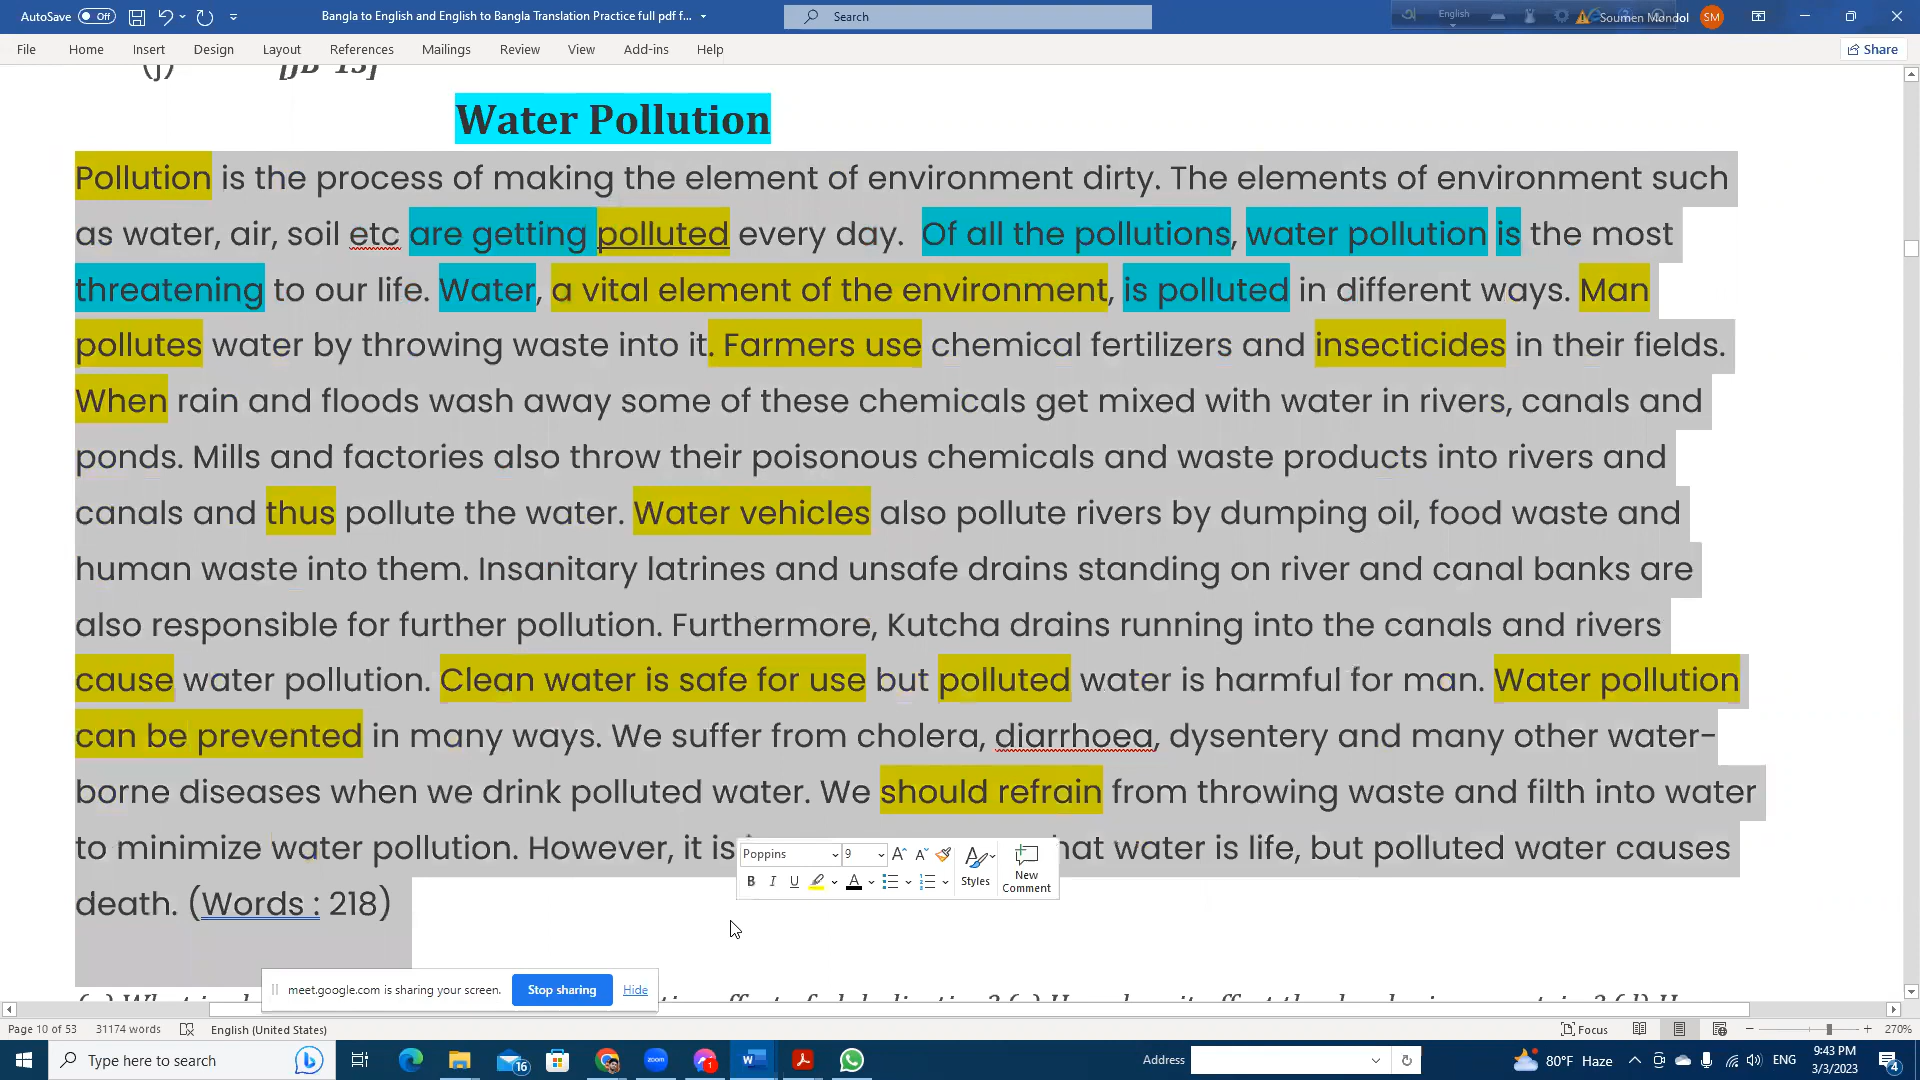 AutoSave Off Bangla to English and English to Bangla Translation Practice full pdf f... Search English Soumen Mondol SM
File Home Insert Design Layout References Mailings Review View Add-ins Help Share
Water Pollution
Pollution is the process of making the element of environment dirty. The elements of environment such
as water, air, soil etc are getting polluted every day. Of all the pollutions, water pollution is the most
threatening to our life. Water, a vital element of the environment, is polluted in different ways. Man
pollutes water by throwing waste into it. Farmers use chemical fertilizers and insecticides in their fields.
When rain and floods wash away some of these chemicals get mixed with water in rivers, canals and
ponds. Mills and factories also throw their poisonous chemicals and waste products into rivers and
canals and thus pollute the water. Water vehicles also pollute rivers by dumping oil, food waste and
human waste into them. Insanitary latrines and unsafe drains standing on river and canal banks are
also responsible for further pollution. Furthermore, Kutcha drains running into the canals and rivers
cause water pollution. Clean water is safe for use but polluted water is harmful for man. Water pollution
can be prevented in many ways. We suffer from cholera, diarrhoea, dysentery and many other water-
borne diseases when we drink polluted water. We should refrain from throwing waste and filth into water
to minimize water pollution. However, it is hat water is life, but polluted water causes
Poppins 9 Styles New Comment
B I U A
death. (Words : 218)
meet.google.com is sharing your screen. Stop sharing Hide
Page 10 of 53 31174 words English (United States) Focus 270%
Type here to search 16 zoom 1 Address 80°F Haze ENG 9:43 PM 3/3/2023 4